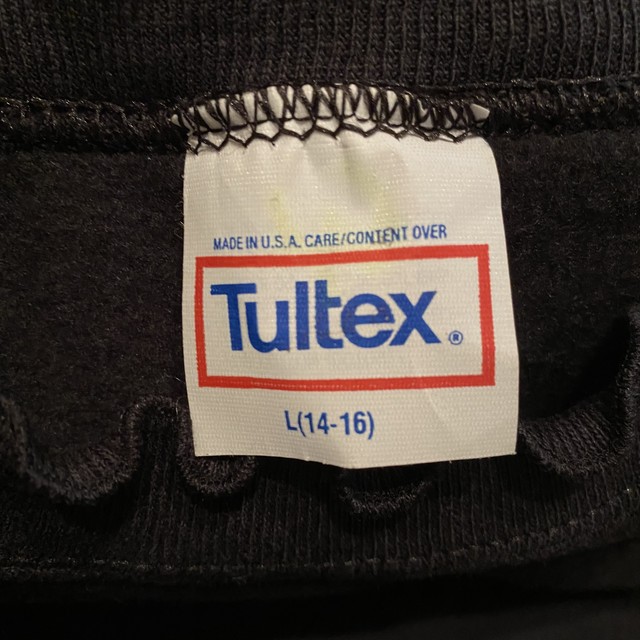 MADE IN U.S.A. CARE/CONTENT OVER
Tultex®
L(14-16)